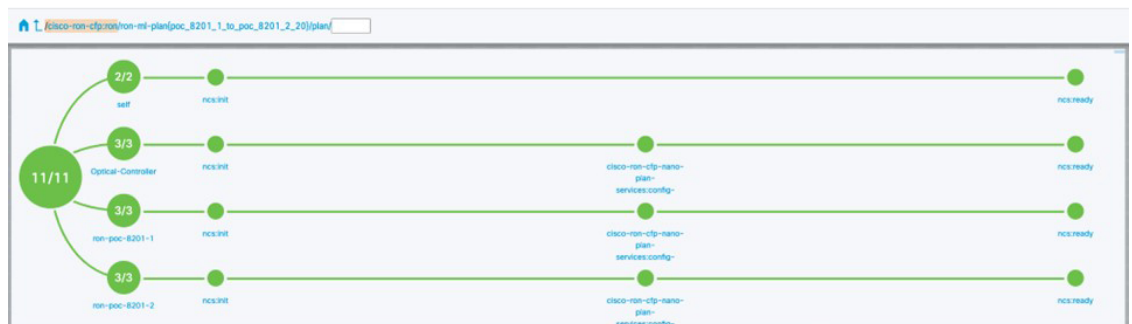 /cisco-ron-cfp:ron/ron-ml-plan{poc_8201_1_to_poc_8201_2_20}/plan/
2/2
self
ncs:init
ncs:ready
11/11
3/3
Optical-Controller
ncs:init
cisco-ron-cfp-nano-
plan-
services:config-
ncs:ready
3/3
ron-poc-8201-1
ncs:init
cisco-ron-cfp-nano-
plan-
services:config-
ncs:ready
3/3
ron-poc-8201-2
ncs:init
cisco-ron-cfp-nano-
plan-
ncs:ready